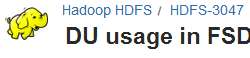 Hadoop HDFS / HDFS-3047
DU usage in FSD